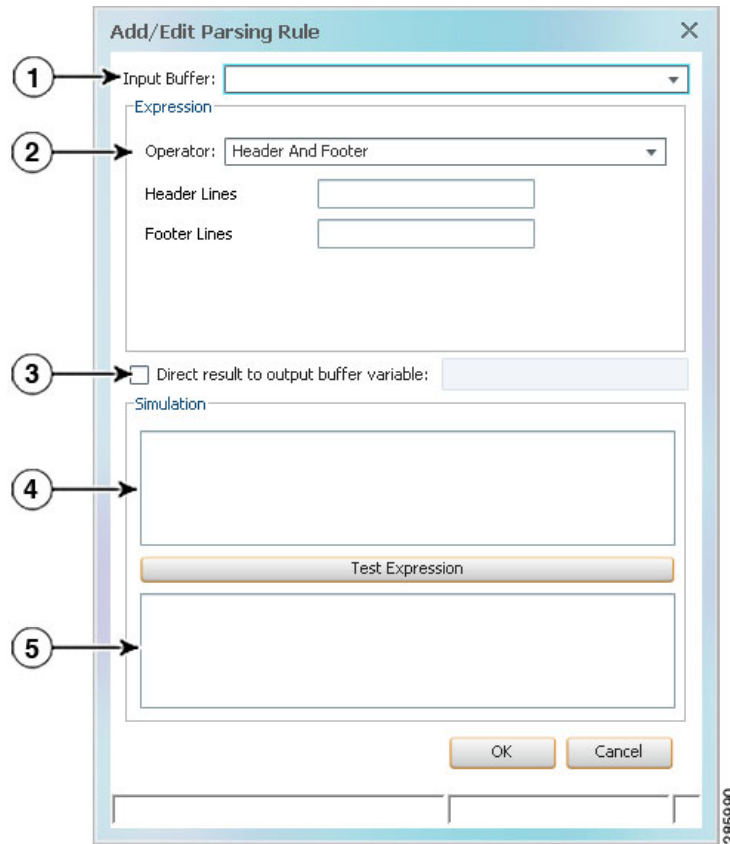 Add/Edit Parsing Rule
1
Input Buffer:
Expression
2
Operator: Header And Footer
Header Lines
Footer Lines
3
Direct result to output buffer variable:
Simulation
4
Test Expression
5
OK Cancel
285990